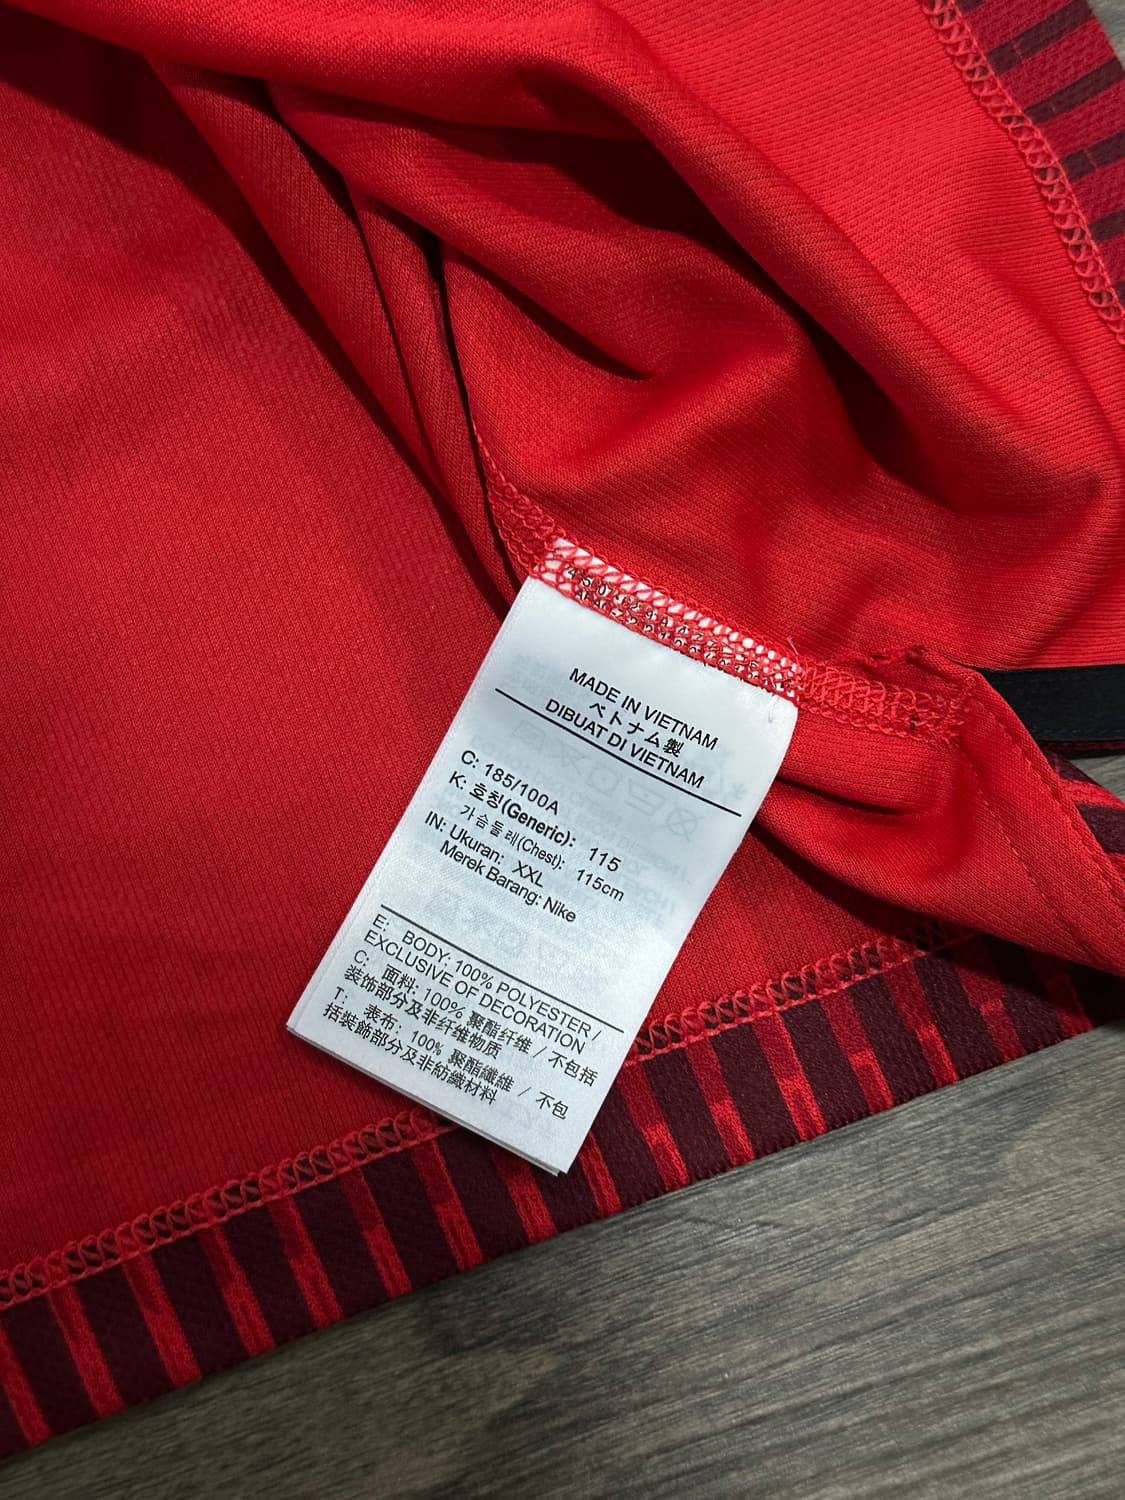 MADE IN VIETNAM
ベトナム製
DIBUAT DI VIETNAM
C: 185/100A
K: 호칭(Generic): 115
가슴둘레(Chest): 115cm
IN: Ukuran: XXL
Merek Barang: Nike
E: BODY: 100% POLYESTER /
EXCLUSIVE OF DECORATION
C: 面料: 100% 聚酯纤维 / 不包括
装饰部分及非纤维物质
T: 表布: 100% 聚酯纖維 / 不包
括裝飾部分及非紡織材料